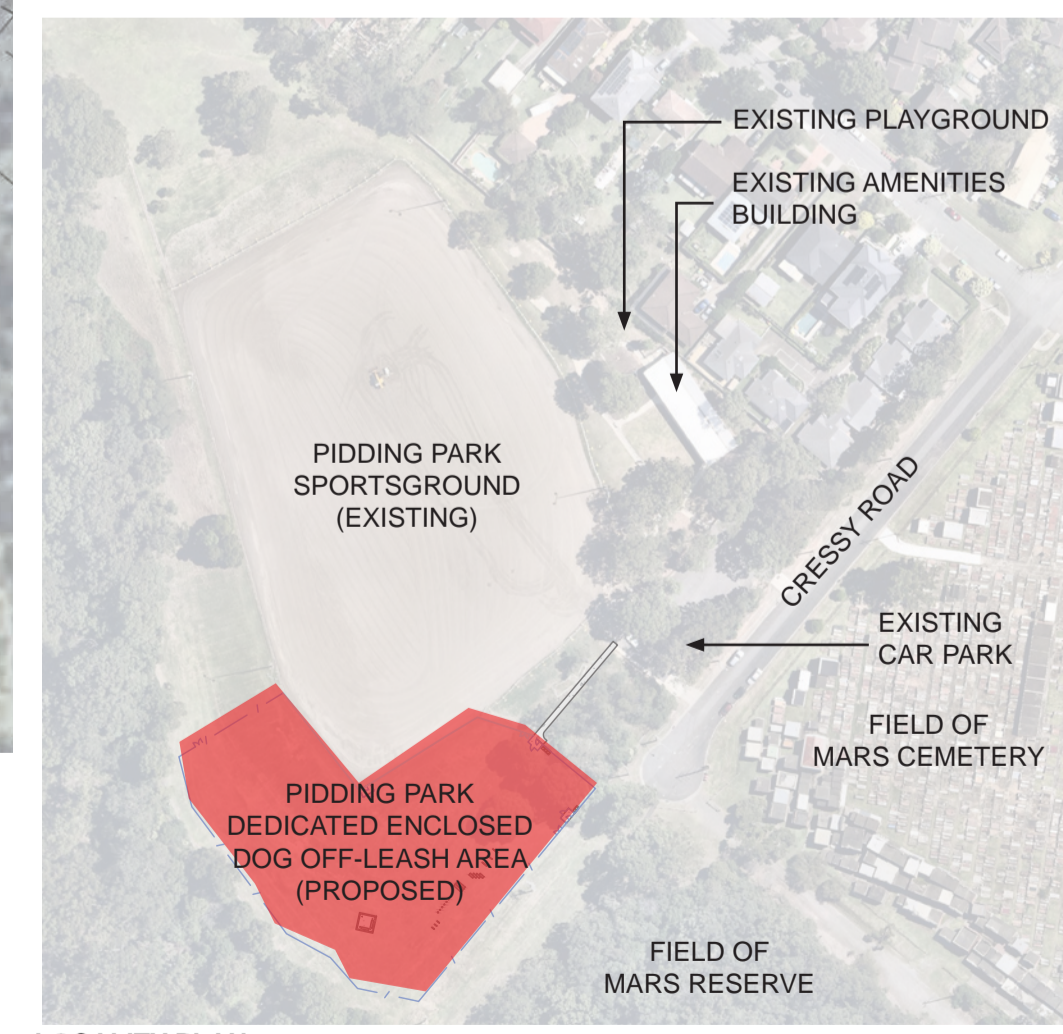 EXISTING PLAYGROUND
EXISTING AMENITIES
BUILDING
PIDDING PARK
SPORTSGROUND
(EXISTING)
CRESSY ROAD
EXISTING
CAR PARK
FIELD OF
MARS CEMETERY
PIDDING PARK
DEDICATED ENCLOSED
DOG OFF-LEASH AREA
(PROPOSED)
FIELD OF
MARS RESERVE